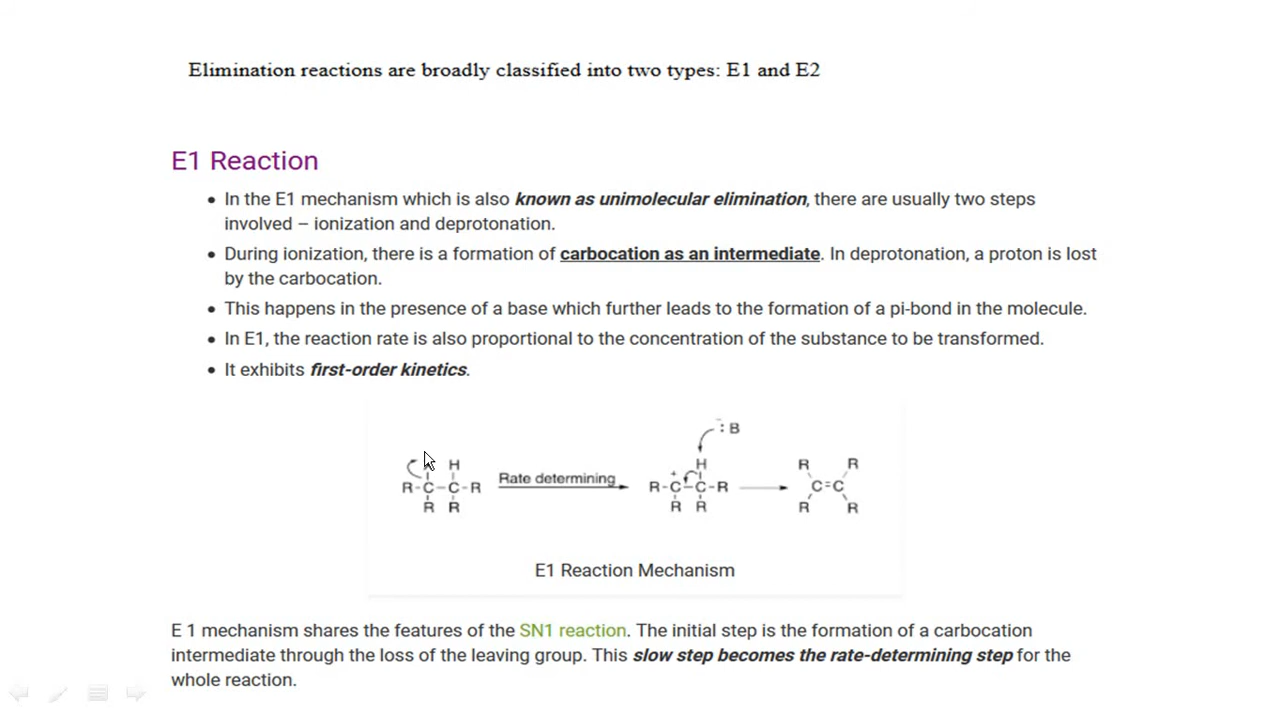 Elimination reactions are broadly classified into two types: E1 and E2
E1 Reaction
• In the E1 mechanism which is also known as unimolecular elimination, there are usually two steps
involved – ionization and deprotonation.
• During ionization, there is a formation of carbocation as an intermediate. In deprotonation, a proton is lost
by the carbocation.
• This happens in the presence of a base which further leads to the formation of a pi-bond in the molecule.
• In E1, the reaction rate is also proportional to the concentration of the substance to be transformed.
• It exhibits first-order kinetics.
:B
H H R R
R-C-C-R Rate determining R-C-C-R C=C
+
R R R R R R
E1 Reaction Mechanism
E 1 mechanism shares the features of the SN1 reaction. The initial step is the formation of a carbocation
intermediate through the loss of the leaving group. This slow step becomes the rate-determining step for the
whole reaction.